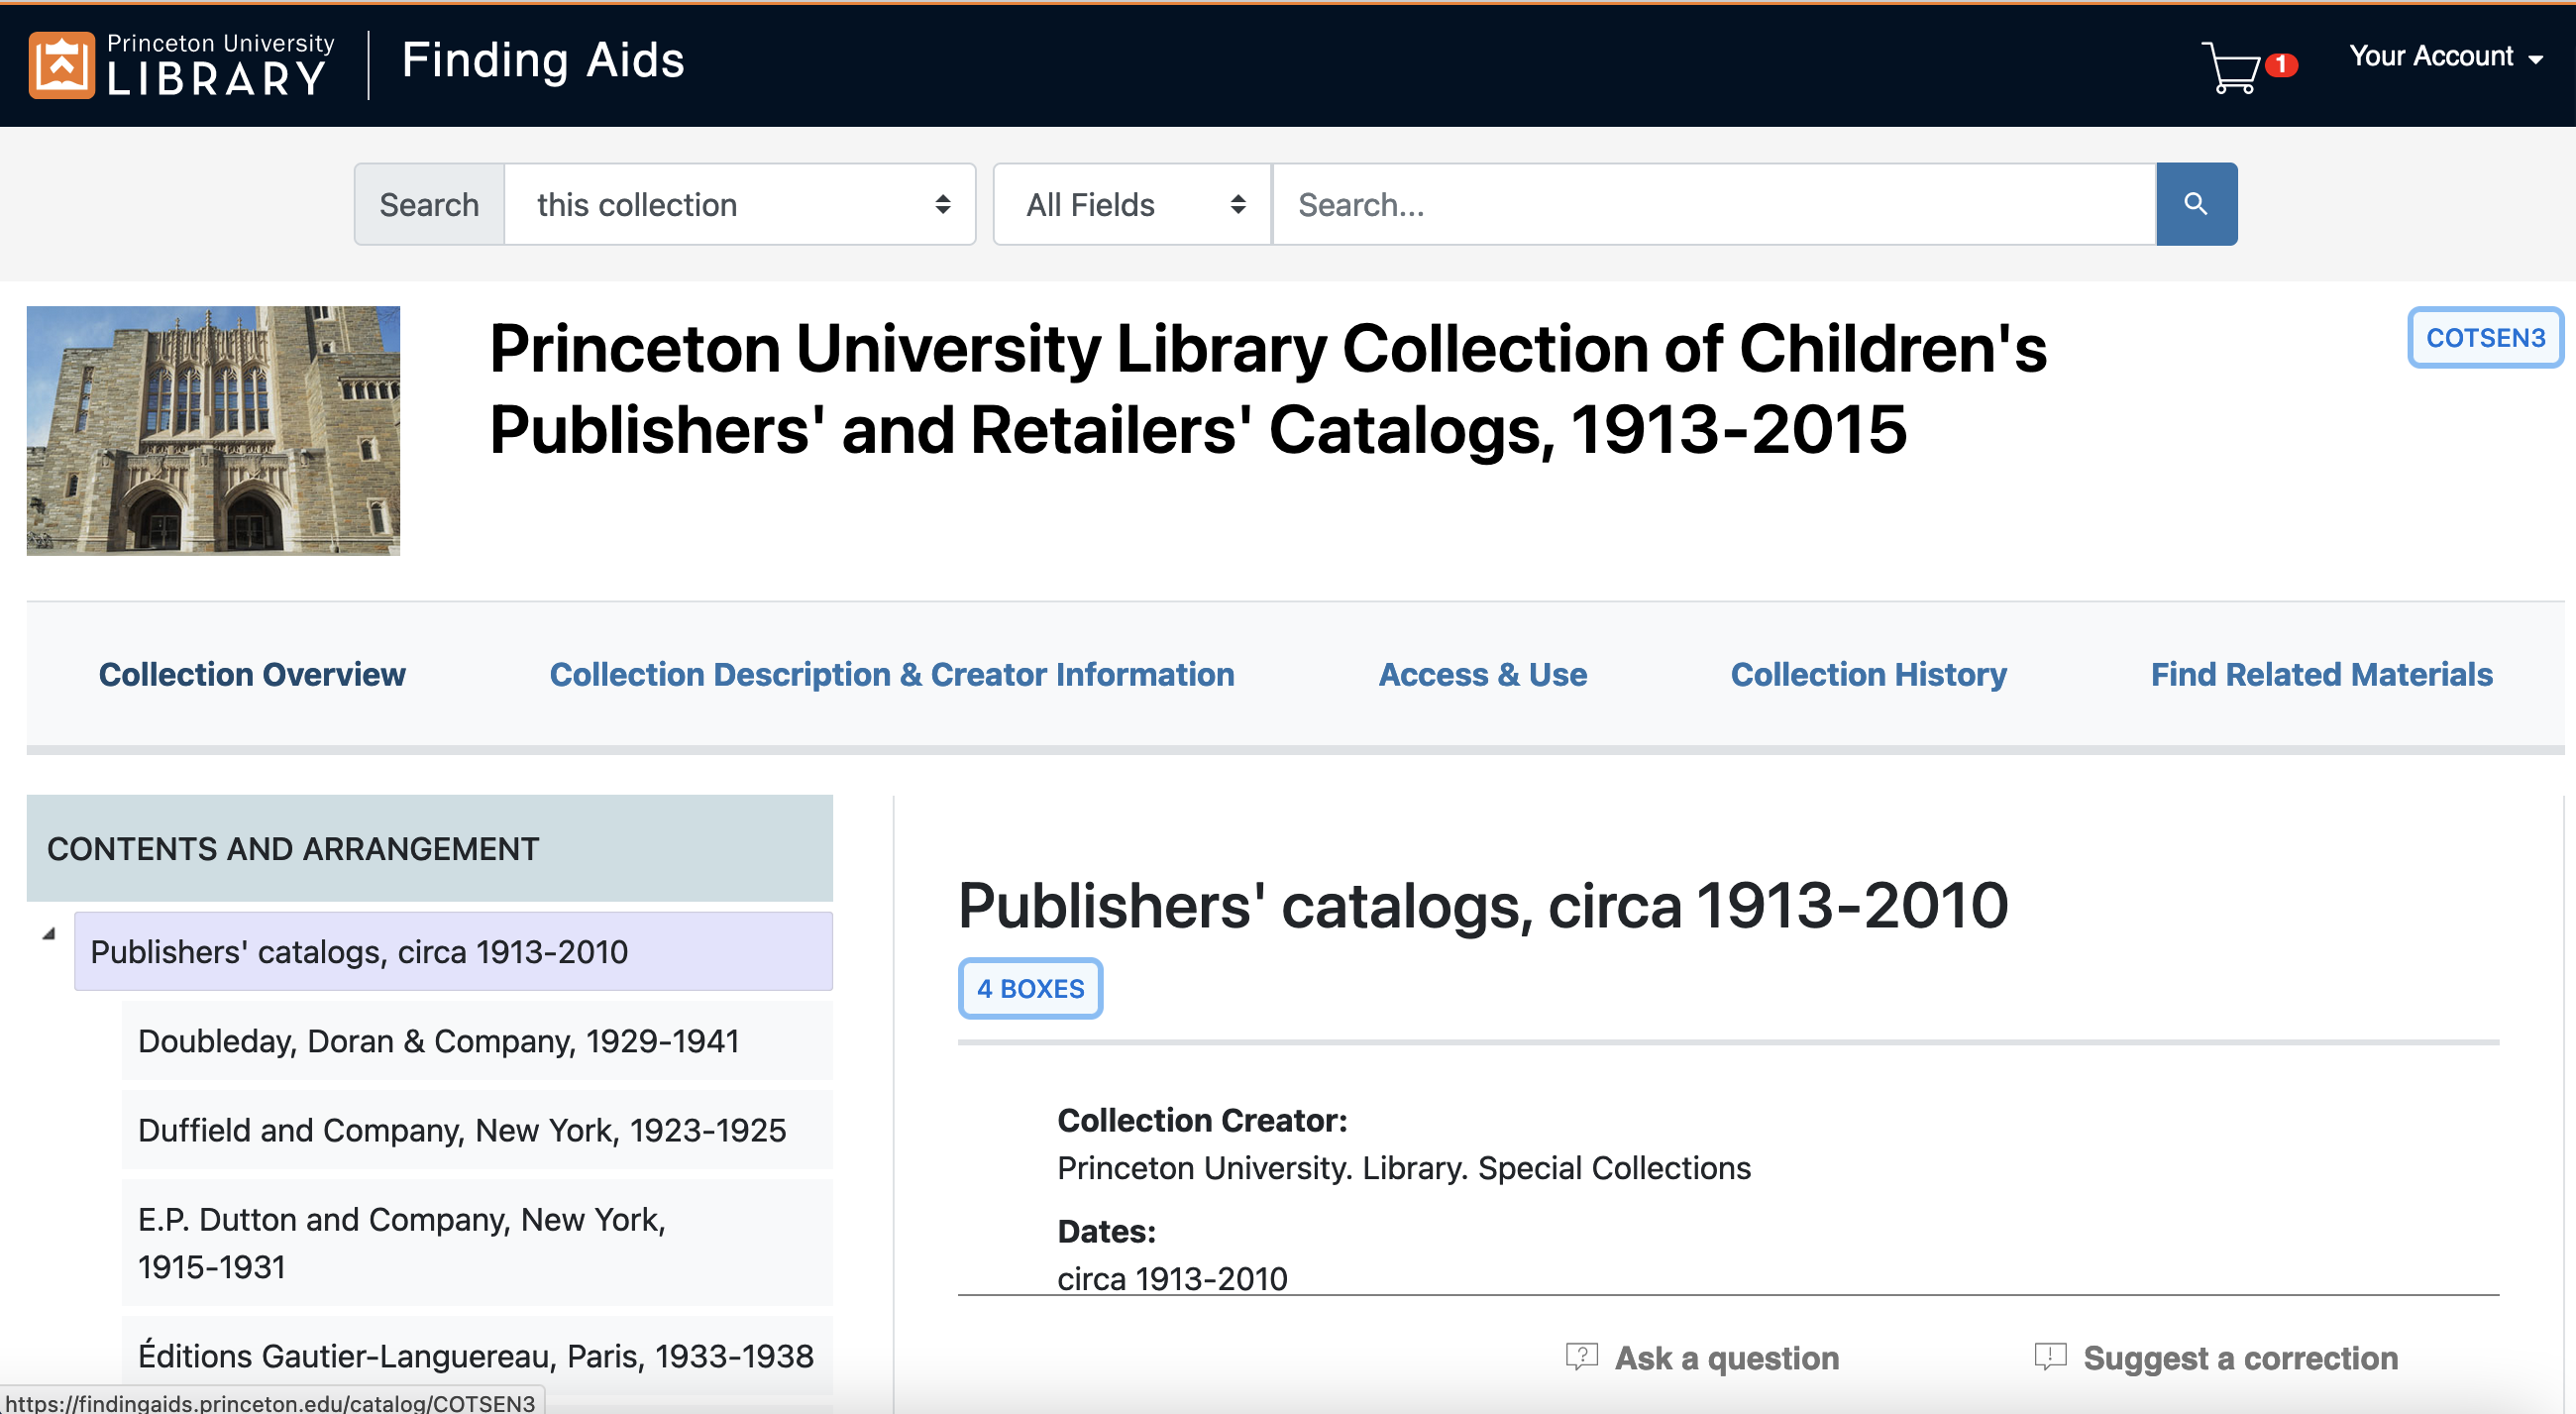 Princeton University
LIBRARY
Finding Aids
1
Your Account
Search
this collection
All Fields
Search...
Princeton University Library Collection of Children's
Publishers' and Retailers' Catalogs, 1913-2015
COTSEN3
Collection Overview
Collection Description & Creator Information
Access & Use
Collection History
Find Related Materials
CONTENTS AND ARRANGEMENT
Publishers' catalogs, circa 1913-2010
Doubleday, Doran & Company, 1929-1941
Duffield and Company, New York, 1923-1925
E.P. Dutton and Company, New York,
1915-1931
Éditions Gautier-Languereau, Paris, 1933-1938
Publishers' catalogs, circa 1913-2010
4 BOXES
Collection Creator:
Princeton University. Library. Special Collections
Dates:
circa 1913-2010
Ask a question
Suggest a correction
https://findingaids.princeton.edu/catalog/COTSEN3